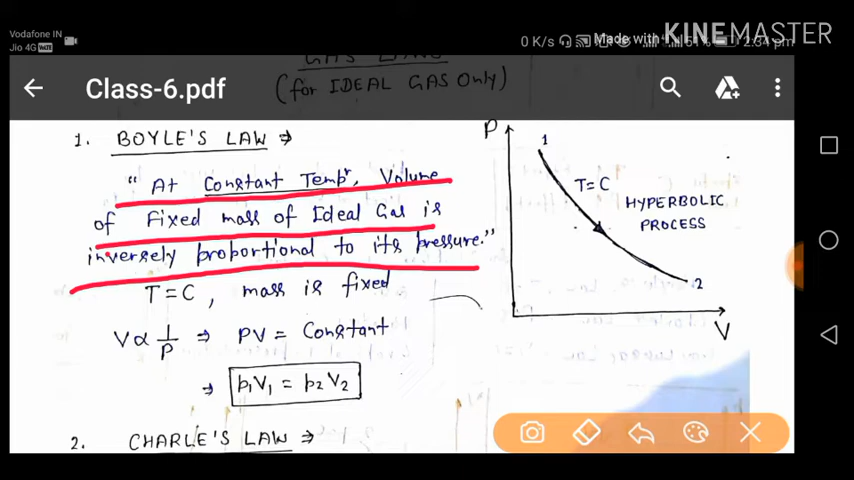 Vodafone IN
Jio 4G VoLTE
0 K/s
Made with
KINEMASTER
61%
2:34 pm
Class-6.pdf
(for IDEAL GAS Only)
1. BOYLE'S LAW ⇒
"At Constant Tempr, Volume
of Fixed mass of Ideal Gas is
inversely proportional to its pressure."
T=C, mass is fixed
V∝ 1/P ⇒ PV = Constant
⇒ p₁V₁ = p₂V₂
P
1
T=C
HYPERBOLIC
PROCESS
2
V
2. CHARLE'S LAW ⇒